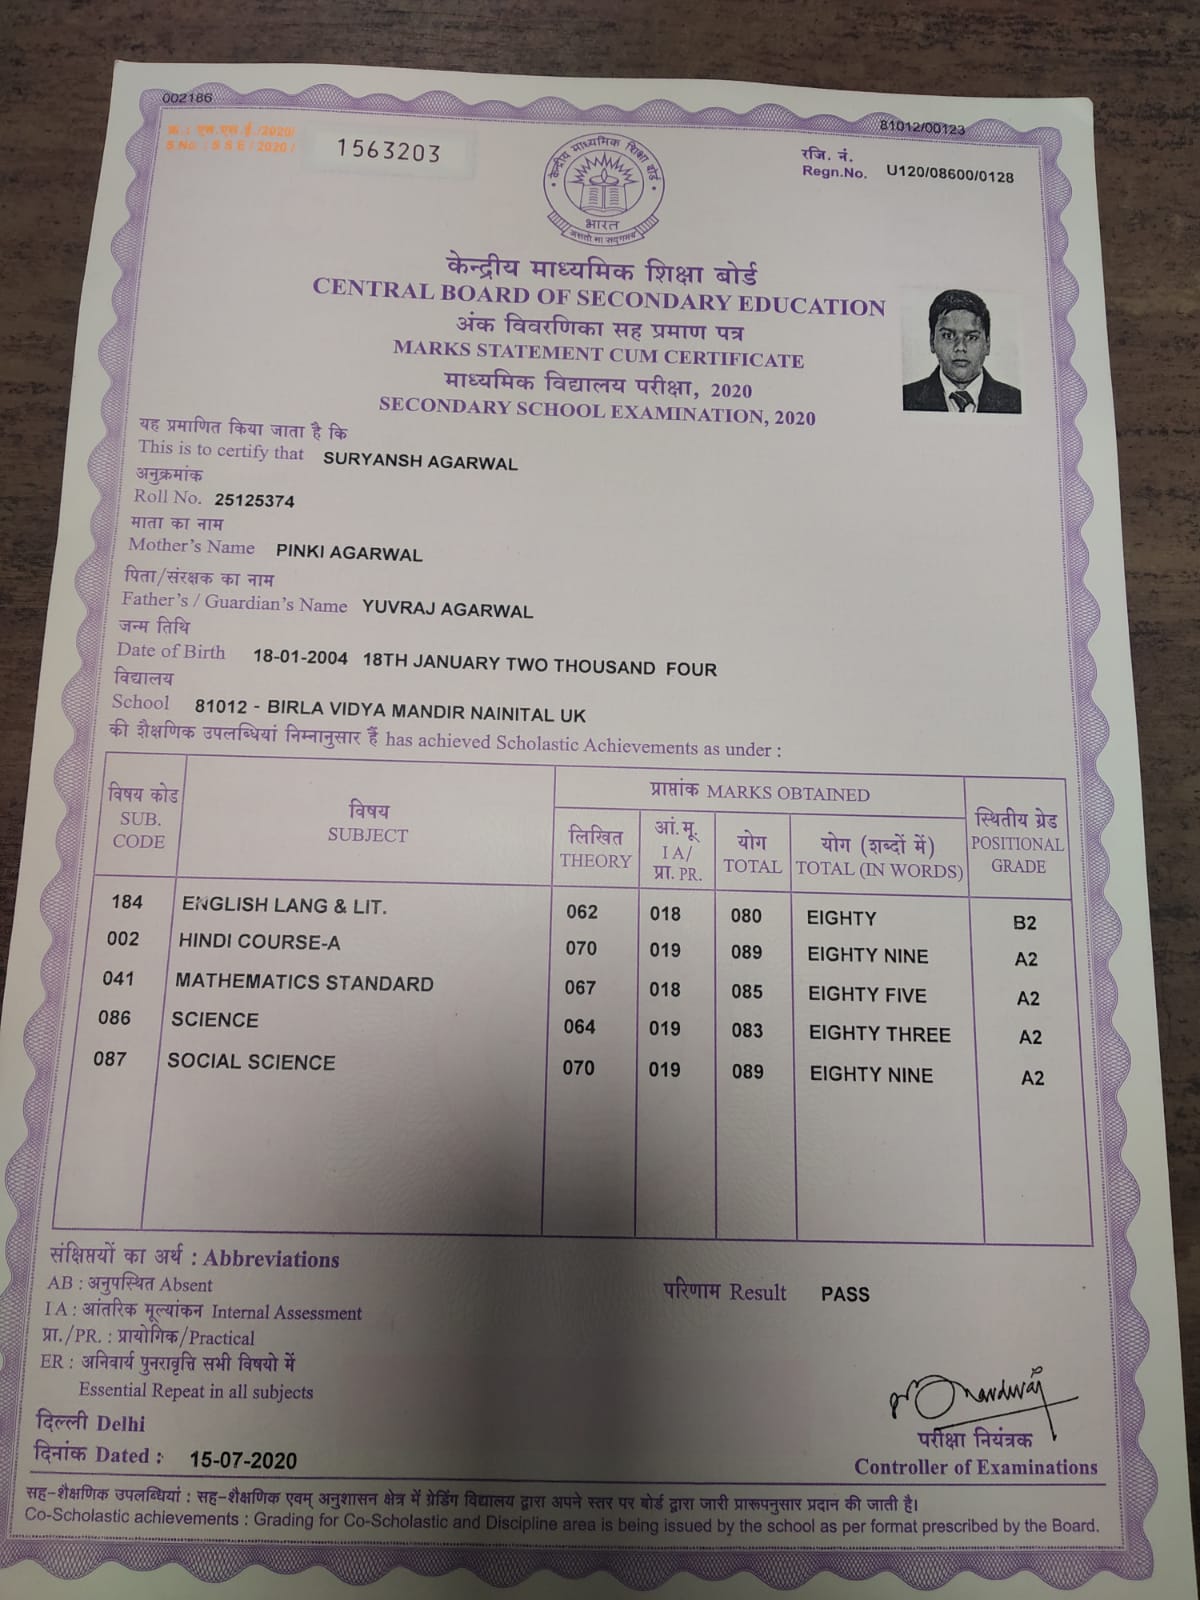 002186
81012/00123
क्र. : एस.एस.ई./2020/
S.No. : S S E / 2020 /
1563203
रजि. नं.
Regn.No. U120/08600/0128
केन्द्रीय माध्यमिक शिक्षा बोर्ड
भारत
असतो मा सद्गमय
केन्द्रीय माध्यमिक शिक्षा बोर्ड
CENTRAL BOARD OF SECONDARY EDUCATION
अंक विवरणिका सह प्रमाण पत्र
MARKS STATEMENT CUM CERTIFICATE
माध्यमिक विद्यालय परीक्षा, 2020
SECONDARY SCHOOL EXAMINATION, 2020
यह प्रमाणित किया जाता है कि
This is to certify that SURYANSH AGARWAL
अनुक्रमांक
Roll No. 25125374
माता का नाम
Mother's Name PINKI AGARWAL
पिता/संरक्षक का नाम
Father's / Guardian's Name YUVRAJ AGARWAL
जन्म तिथि
Date of Birth 18-01-2004 18TH JANUARY TWO THOUSAND FOUR
विद्यालय
School 81012 - BIRLA VIDYA MANDIR NAINITAL UK
की शैक्षणिक उपलब्धियां निम्नानुसार हैं has achieved Scholastic Achievements as under :
विषय कोड
SUB.
CODE
विषय
SUBJECT
प्राप्तांक MARKS OBTAINED
लिखित
THEORY
आं.मू.
I A/
प्रा. PR.
योग
TOTAL
योग (शब्दों में)
TOTAL (IN WORDS)
स्थितीय ग्रेड
POSITIONAL
GRADE
184 ENGLISH LANG & LIT. 062 018 080 EIGHTY B2
002 HINDI COURSE-A 070 019 089 EIGHTY NINE A2
041 MATHEMATICS STANDARD 067 018 085 EIGHTY FIVE A2
086 SCIENCE 064 019 083 EIGHTY THREE A2
087 SOCIAL SCIENCE 070 019 089 EIGHTY NINE A2
संक्षिप्तियों का अर्थ : Abbreviations
AB : अनुपस्थित Absent
I A : आंतरिक मूल्यांकन Internal Assessment
प्रा./PR. : प्रायोगिक/Practical
ER : अनिवार्य पुनरावृत्ति सभी विषयो में
Essential Repeat in all subjects
परिणाम Result PASS
दिल्ली Delhi
दिनांक Dated : 15-07-2020
परीक्षा नियंत्रक
Controller of Examinations
सह-शैक्षणिक उपलब्धियां : सह-शैक्षणिक एवम् अनुशासन क्षेत्र में ग्रेडिंग विद्यालय द्वारा अपने स्तर पर बोर्ड द्वारा जारी प्रारूपनुसार प्रदान की जाती है।
Co-Scholastic achievements : Grading for Co-Scholastic and Discipline area is being issued by the school as per format prescribed by the Board.